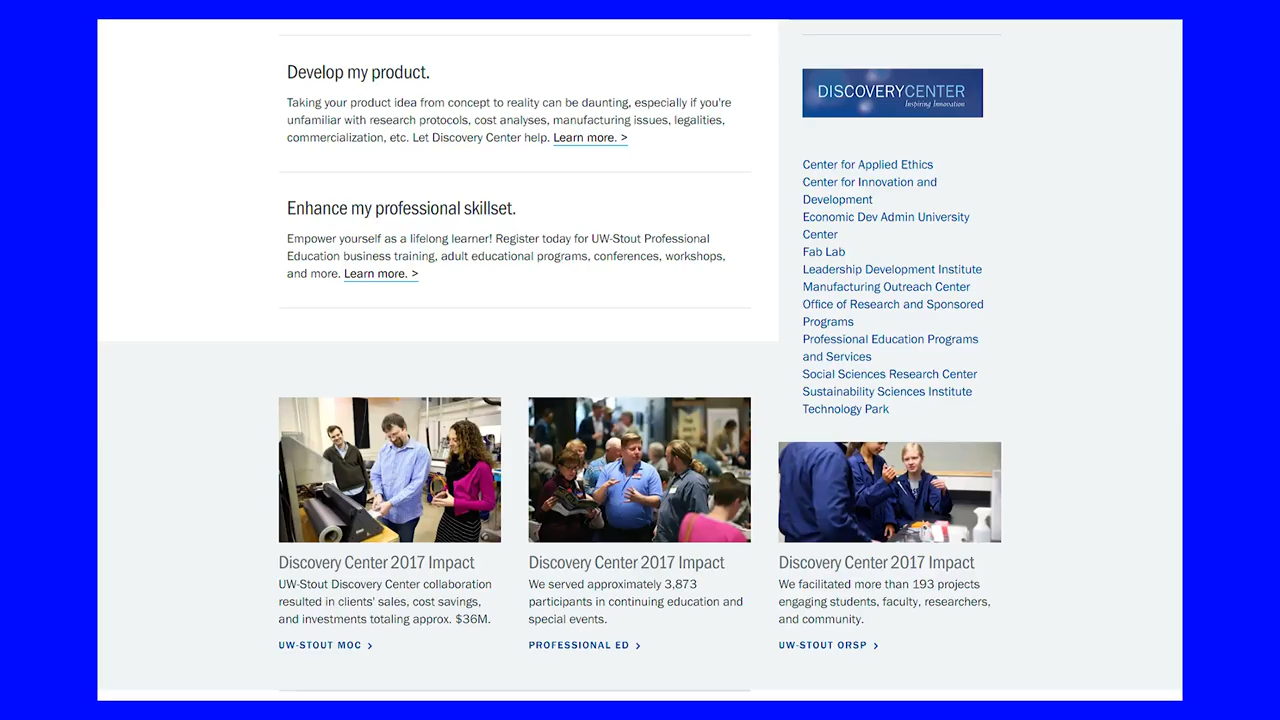 Develop my product.
Taking your product idea from concept to reality can be daunting, especially if you're
unfamiliar with research protocols, cost analyses, manufacturing issues, legalities,
commercialization, etc. Let Discovery Center help. Learn more. >
Enhance my professional skillset.
Empower yourself as a lifelong learner! Register today for UW-Stout Professional
Education business training, adult educational programs, conferences, workshops,
and more. Learn more. >
DISCOVERYCENTER
Inspiring Innovation
Center for Applied Ethics
Center for Innovation and
Development
Economic Dev Admin University
Center
Fab Lab
Leadership Development Institute
Manufacturing Outreach Center
Office of Research and Sponsored
Programs
Professional Education Programs
and Services
Social Sciences Research Center
Sustainability Sciences Institute
Technology Park
Discovery Center 2017 Impact
UW-Stout Discovery Center collaboration
resulted in clients' sales, cost savings,
and investments totaling approx. $36M.
UW-STOUT MOC >
Discovery Center 2017 Impact
We served approximately 3,873
participants in continuing education and
special events.
PROFESSIONAL ED >
Discovery Center 2017 Impact
We facilitated more than 193 projects
engaging students, faculty, researchers,
and community.
UW-STOUT ORSP >